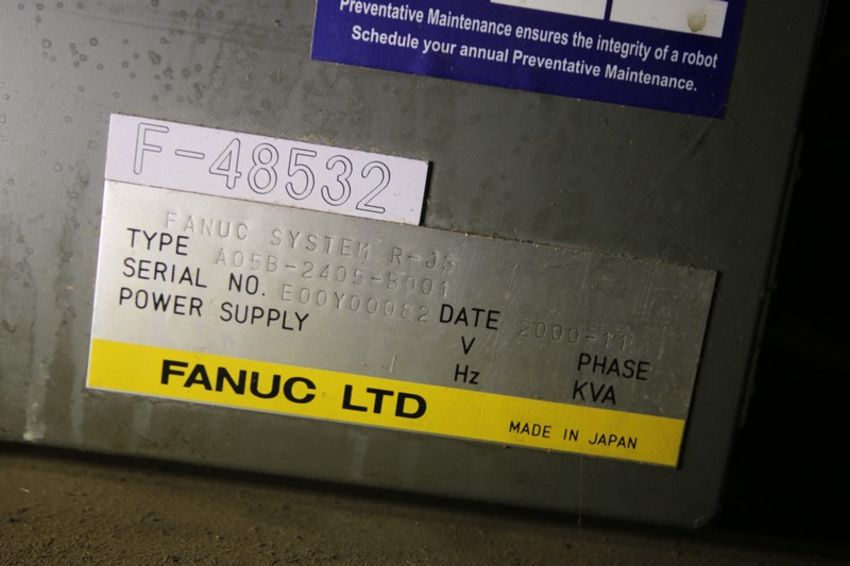 Preventative Maintenance ensures the integrity of a robot
Schedule your annual Preventative Maintenance.
F-48532
FANUC SYSTEM R-J3
TYPE A05B-2405-B001
SERIAL NO. E00Y00082 DATE 2000-11
POWER SUPPLY V PHASE
Hz KVA
FANUC LTD
MADE IN JAPAN